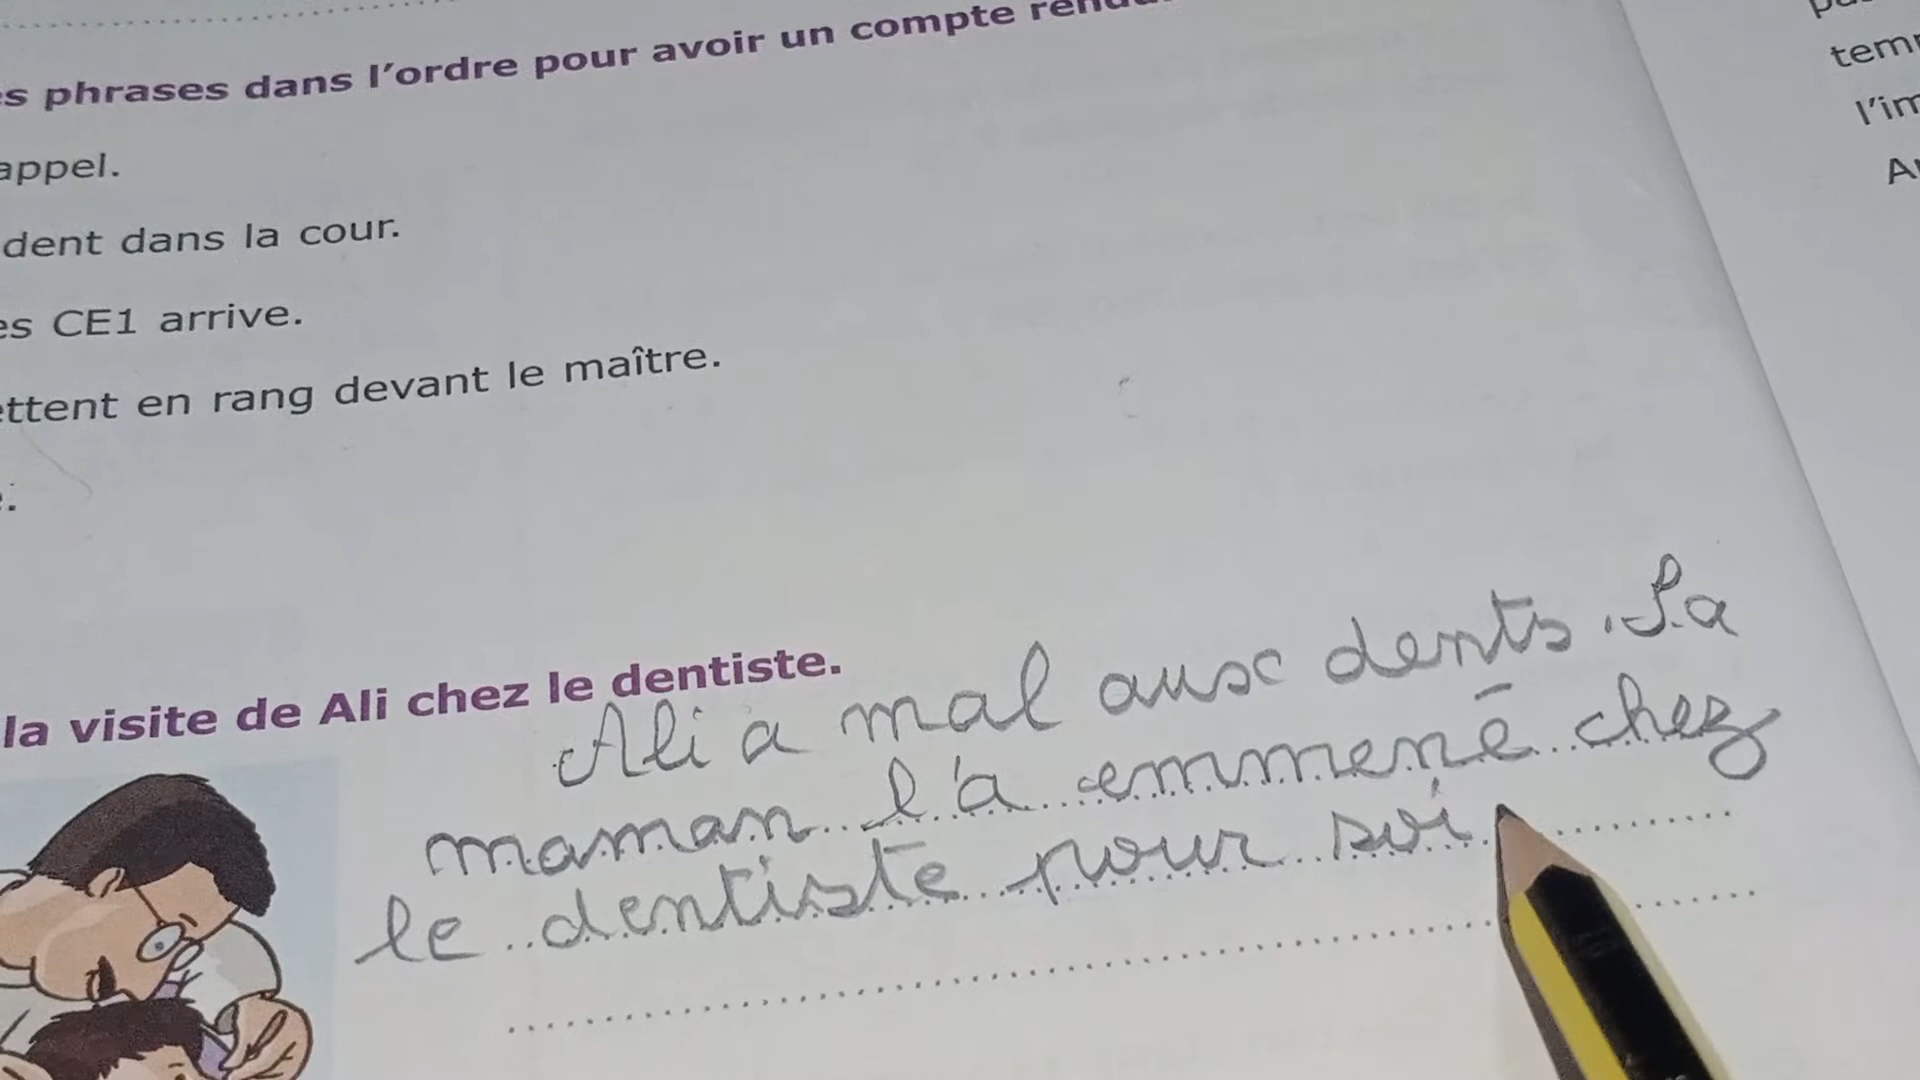 phrases dans l'ordre pour avoir un compte
appel.
dent dans la cour.
es CE1 arrive.
ettent en rang devant le maître.
la visite de Ali chez le dentiste.
Ali a mal aux dents. Sa
maman l'a emmené chez
le dentiste pour soi
l'im